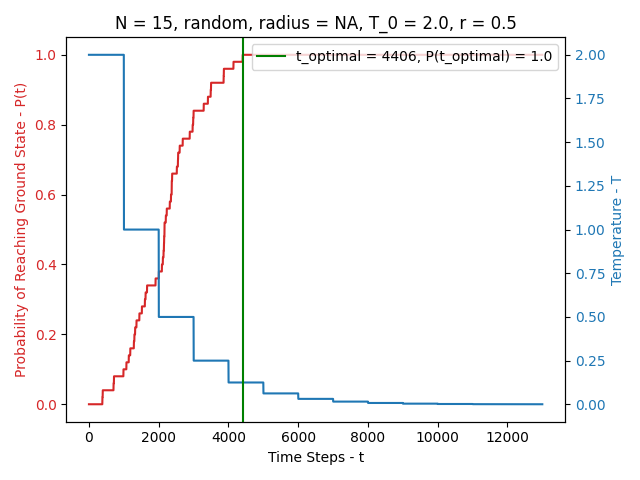 N = 15, random, radius = NA, T_0 = 2.0, r = 0.5
t_optimal = 4406, P(t_optimal) = 1.0
Probability of Reaching Ground State - P(t)
1.0
0.8
0.6
0.4
0.2
0.0
2.00
1.75
1.50
1.25
1.00
0.75
0.50
0.25
0.00
Temperature - T
0 2000 4000 6000 8000 10000 12000
Time Steps - t